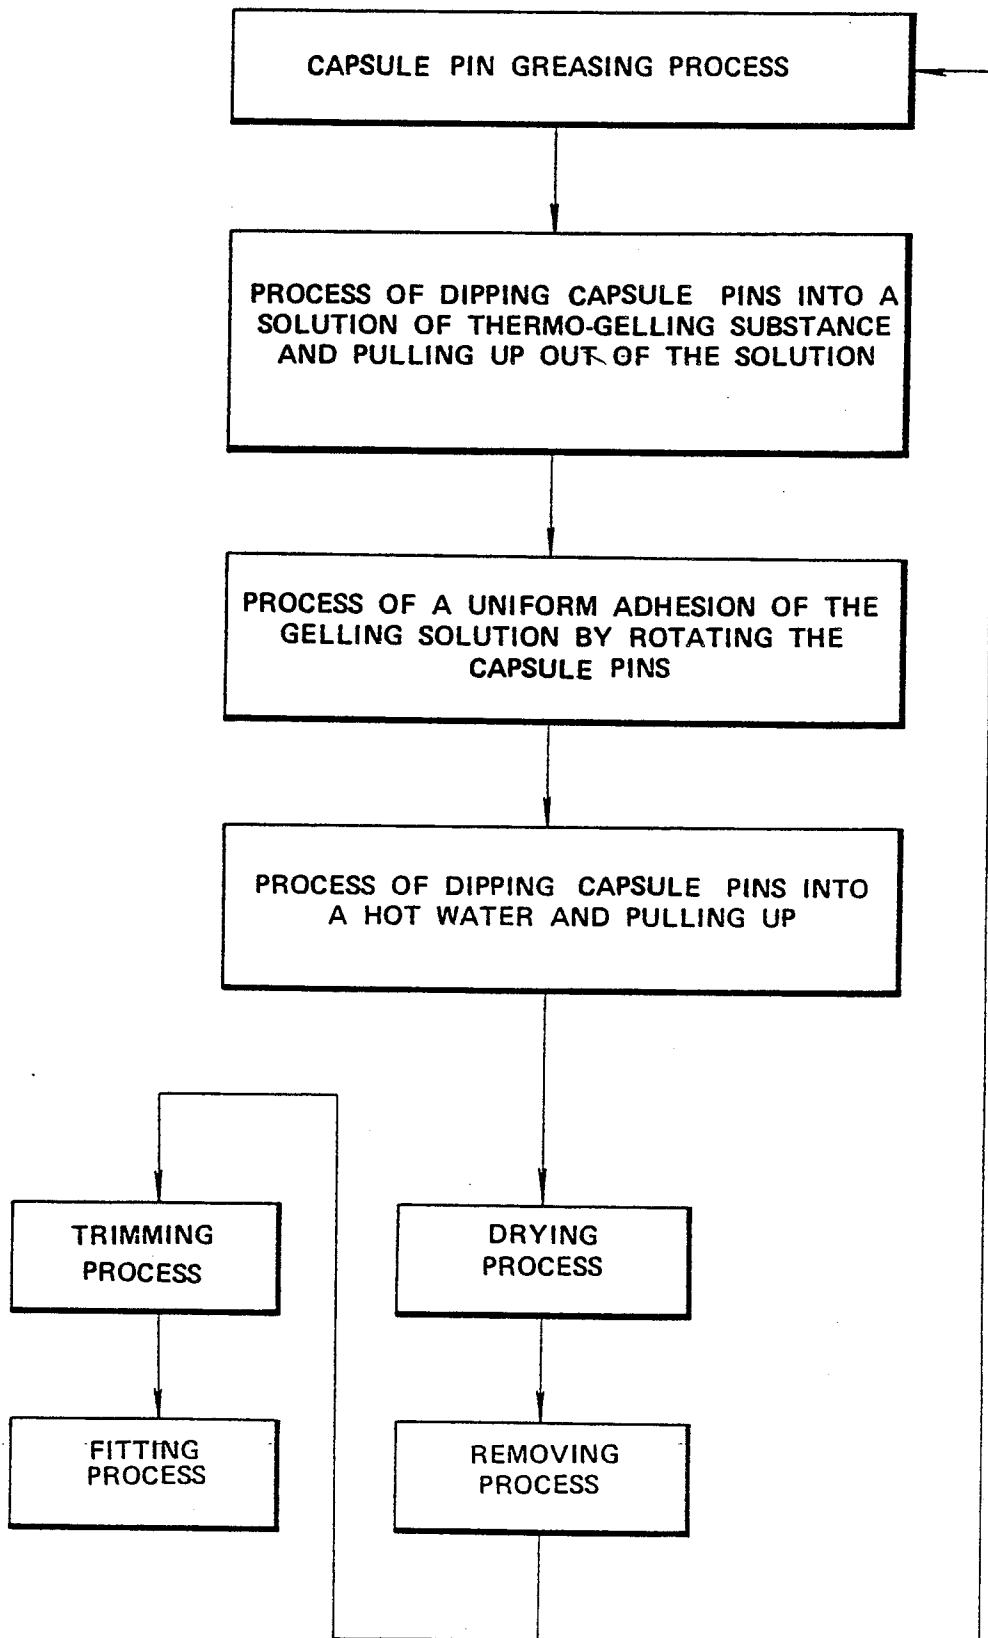 CAPSULE PIN GREASING PROCESS
PROCESS OF DIPPING CAPSULE PINS INTO A
SOLUTION OF THERMO-GELLING SUBSTANCE
AND PULLING UP OUT OF THE SOLUTION
PROCESS OF A UNIFORM ADHESION OF THE
GELLING SOLUTION BY ROTATING THE
CAPSULE PINS
PROCESS OF DIPPING CAPSULE PINS INTO
A HOT WATER AND PULLING UP
DRYING
PROCESS
REMOVING
PROCESS
TRIMMING
PROCESS
FITTING
PROCESS